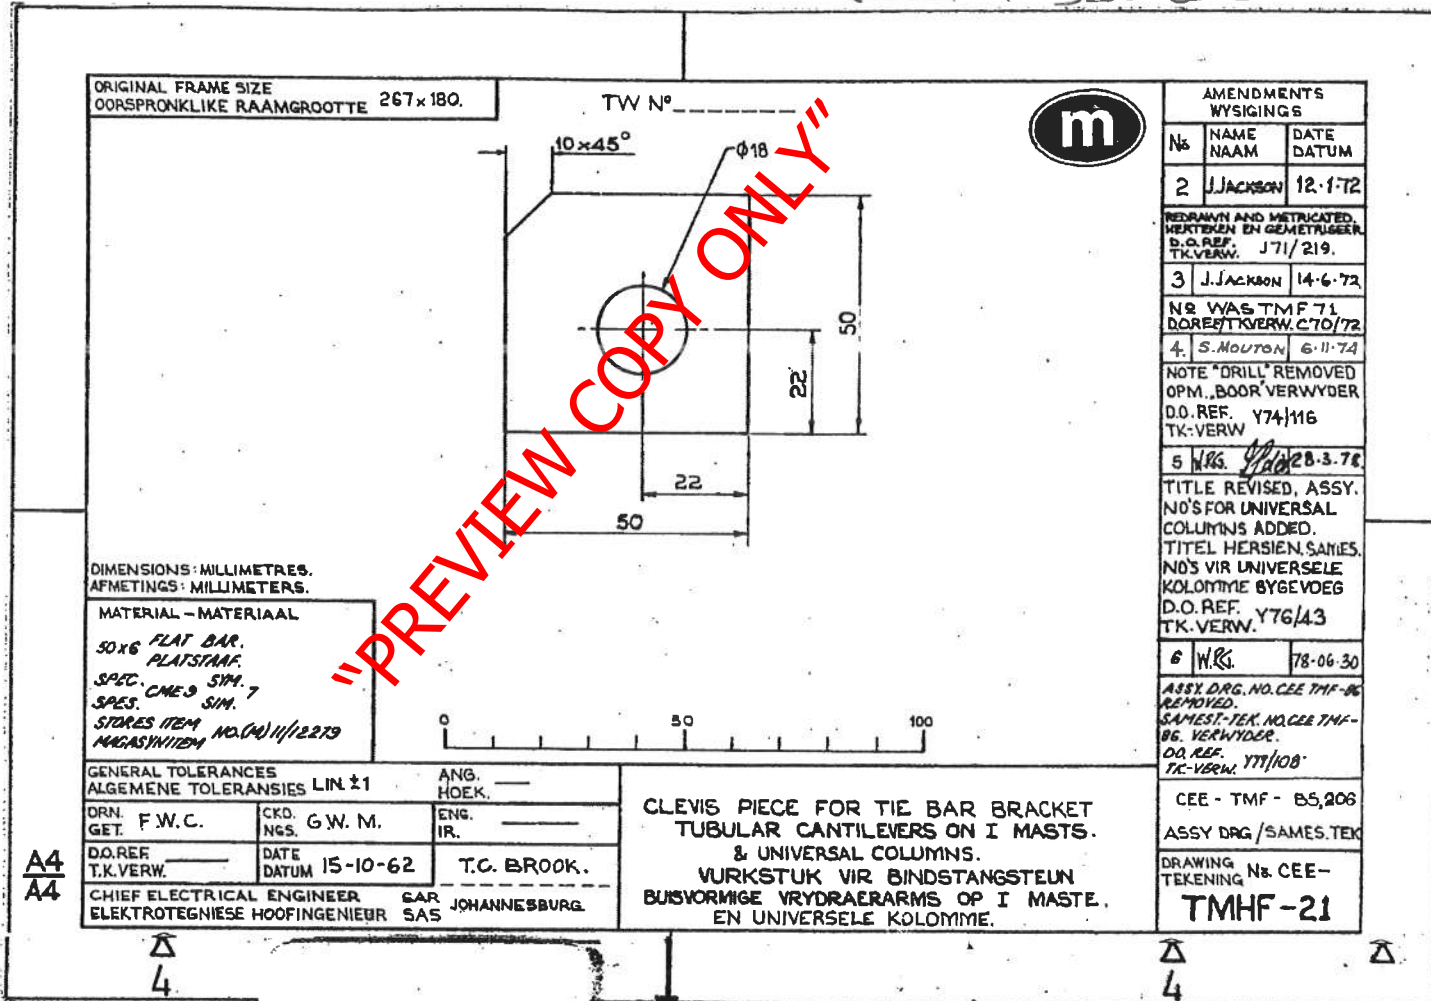 ORIGINAL FRAME SIZE
OORSPRONKLIKE RAAMGROOTTE 267x180.
TW Nº
m
10x45°
φ18
50
22
22
50
"PREVIEW COPY ONLY"
DIMENSIONS: MILLIMETRES.
AFMETINGS: MILLIMETERS.
MATERIAL - MATERIAAL
50x6 FLAT BAR.
PLATSTAAF.
SPEC. SYM.
CME9 7
SPES. SIM.
STORES ITEM
NO.(M) 11/12279
MAGASYNITEM
0 50 100
GENERAL TOLERANCES
ALGEMENE TOLERANSIES LIN. ±1
ANG.
HOEK.
DRN.
GET. F.W.C.
CKD.
NGS. G.W. M.
ENG.
IR.
D.O.REF.
T.K.VERW.
DATE
DATUM 15-10-62
T.C. BROOK.
CHIEF ELECTRICAL ENGINEER SAR
ELEKTROTEGNIESE HOOFINGENIEUR SAS
JOHANNESBURG
CLEVIS PIECE FOR TIE BAR BRACKET
TUBULAR CANTILEVERS ON I MASTS.
& UNIVERSAL COLUMNS.
VURKSTUK VIR BINDSTANGSTEUN
BUISVORMIGE VRYDRAERARMS OP I MASTE.
EN UNIVERSELE KOLOMME.
AMENDMENTS
WYSIGINGS
No. NAME DATE
NAAM DATUM
2 J.JACKSON 12·1·72
REDRAWN AND METRICATED.
HERTEKEN EN GEMETRISEER
D.O. REF.
TK.VERW. J71/219.
3 J.JACKSON 14·6·72
Nº WAS TMF 71
D.O.REF/TKVERW. C70/72
4. S.MOUTON 6·11·74
NOTE "DRILL" REMOVED
OPM. „BOOR" VERWYDER
D.O. REF. Y74/116
TK-VERW
5 W.RG. 28·3·78
TITLE REVISED, ASSY.
NO'S FOR UNIVERSAL
COLUMNS ADDED.
TITEL HERSIEN, SAMES.
NO'S VIR UNIVERSELE
KOLOMME BYGEVOEG
D.O. REF. Y76/43
TK.VERW.
6 W.RG. 78-06-30
ASSY. DRG. NO. CEE TMF-86
REMOVED.
SAMEST-TEK. NO. CEE TMF-
86. VERWYDER.
DO. REF. Y77/108
TK-VERW.
CEE - TMF - 85,206
ASSY DRG / SAMES.TEK
DRAWING
TEKENING No. CEE-
TMHF-21
A4
A4
4
4